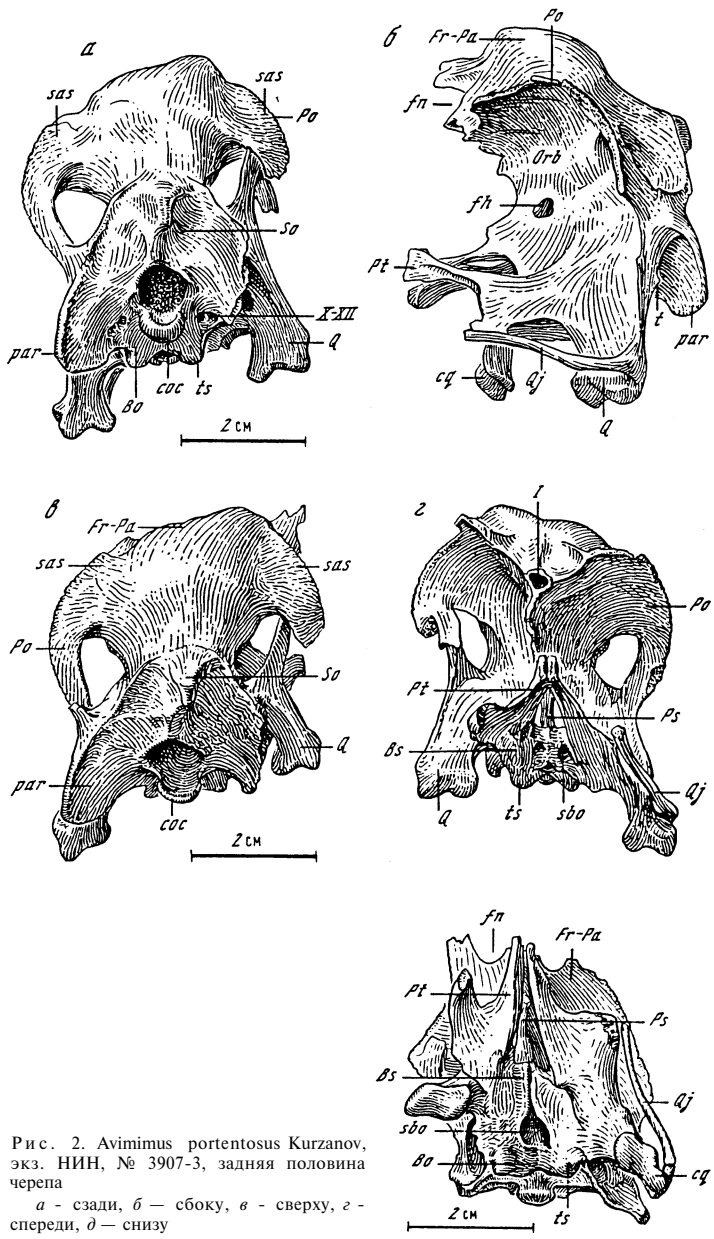 а
sas
sas
Po
So
X-XII
Q
par
Bo
coc
ts
2 см
б
Po
Fr-Pa
fn
Orb
fh
Pt
t
par
cq
Qj
Q
в
Fr-Pa
sas
sas
Po
So
Q
par
coc
2 см
г
I
Po
Pt
Ps
Bs
Qj
Q
ts
sbo
fn
Fr-Pa
Pt
Ps
Bs
Qj
sbo
Bo
cq
ts
2 см
Рис. 2. Avimimus portentosus Kurzanov,
экз. НИН, № 3907-3, задняя половина
черепа
а - сзади, б — сбоку, в - сверху, г -
спереди, д — снизу